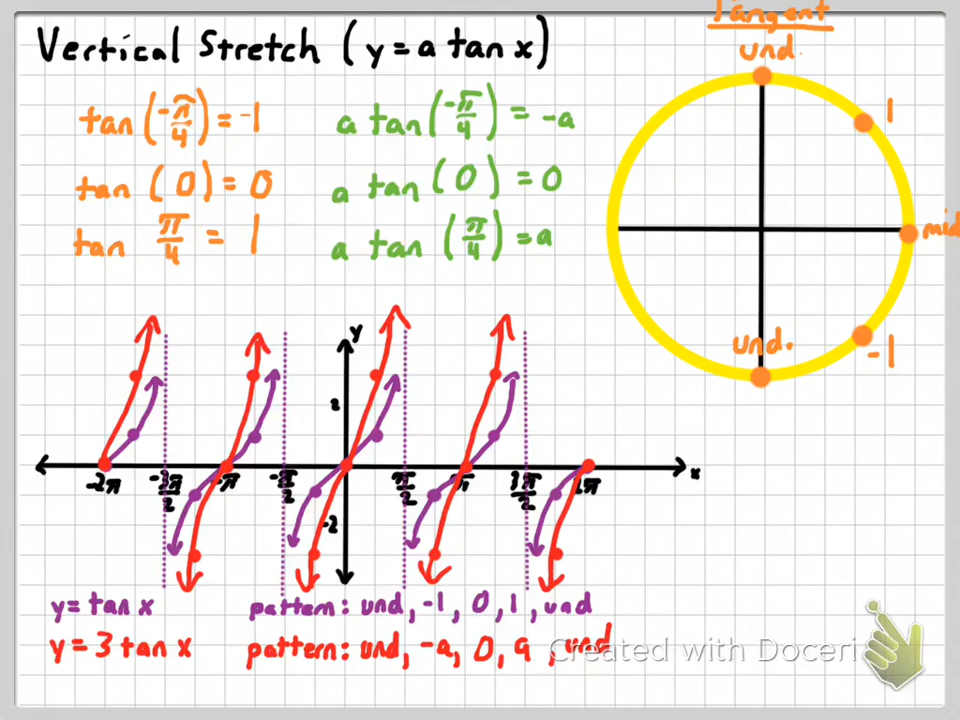 Vertical Stretch (y = a tan x)
tan (-π/4) = -1
tan (0) = 0
tan π/4 = 1
a tan (-π/4) = -a
a tan (0) = 0
a tan (π/4) = a
Tangent
und.
1
mid
-1
und.
y
2
-2π -3π/2 -π -π/2 π/2 π 3π/2 2π x
-2
y = tan x pattern: und, -1, 0, 1, und
y = 3 tan x pattern: und, -a, 0, a, und
Created with Doceri